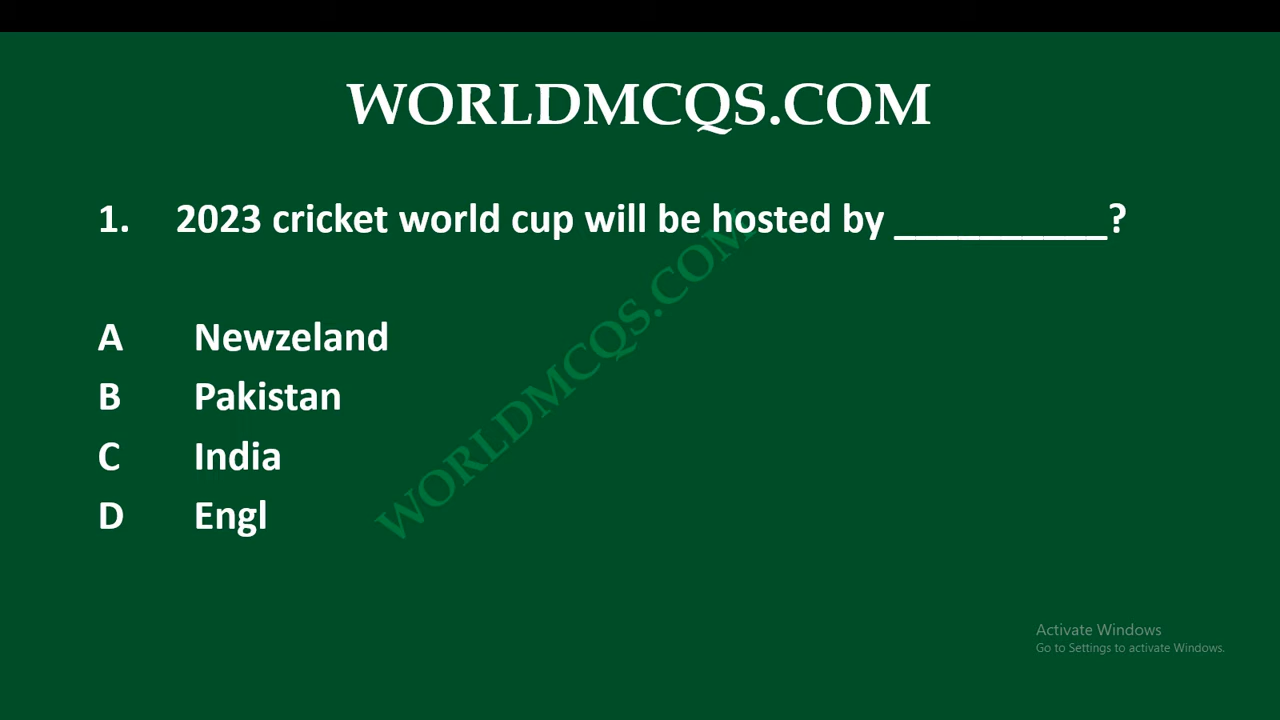 WORLDMCQS.COM
1. 2023 cricket world cup will be hosted by __________?
A Newzeland
B Pakistan
C India
D Engl
WORLDMCQS.COM
Activate Windows
Go to Settings to activate Windows.